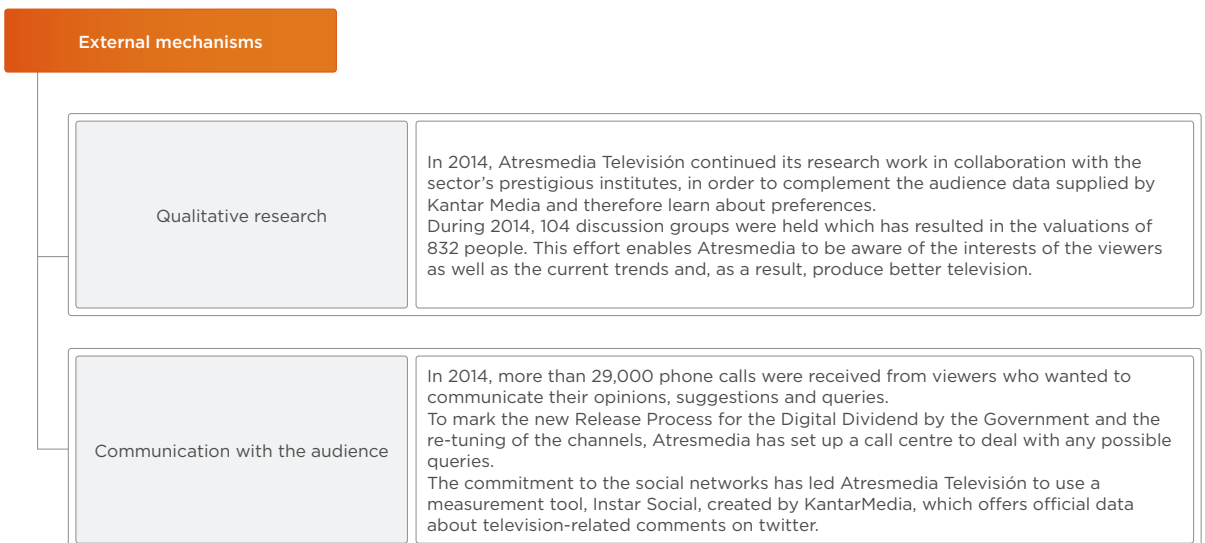 External mechanisms
Qualitative research
In 2014, Atresmedia Televisión continued its research work in collaboration with the
sector's prestigious institutes, in order to complement the audience data supplied by
Kantar Media and therefore learn about preferences.
During 2014, 104 discussion groups were held which has resulted in the valuations of
832 people. This effort enables Atresmedia to be aware of the interests of the viewers
as well as the current trends and, as a result, produce better television.
Communication with the audience
In 2014, more than 29,000 phone calls were received from viewers who wanted to
communicate their opinions, suggestions and queries.
To mark the new Release Process for the Digital Dividend by the Government and the
re-tuning of the channels, Atresmedia has set up a call centre to deal with any possible
queries.
The commitment to the social networks has led Atresmedia Televisión to use a
measurement tool, Instar Social, created by KantarMedia, which offers official data
about television-related comments on twitter.